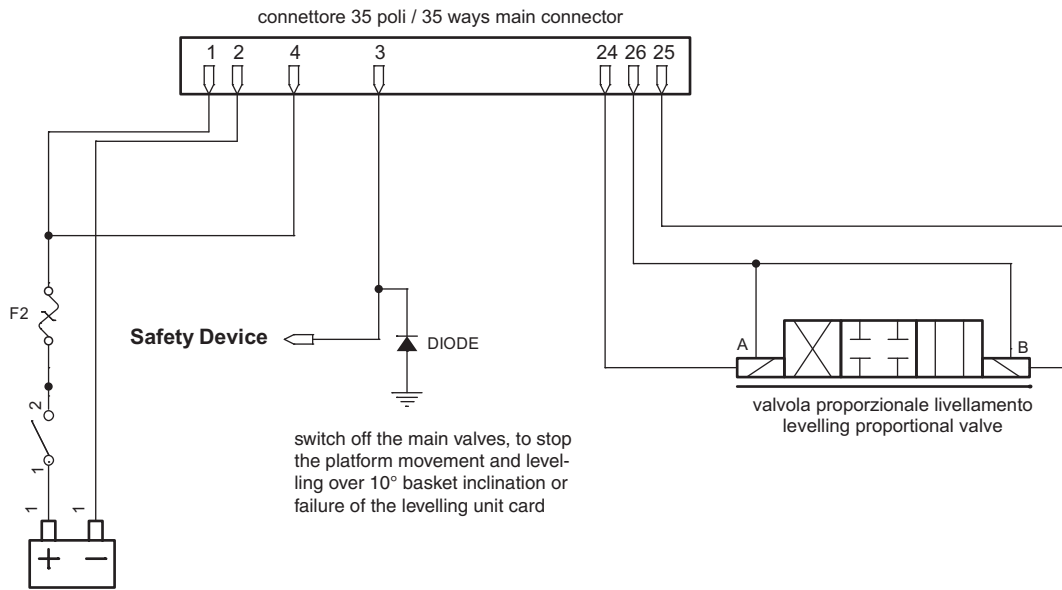 connettore 35 poli / 35 ways main connector
1 2 4 3 24 26 25
F2
Safety Device
DIODE
A
B
valvola proporzionale livellamento
levelling proportional valve
switch off the main valves, to stop
the platform movement and level-
ling over 10° basket inclination or
failure of the levelling unit card
2
1
1 1
+ −